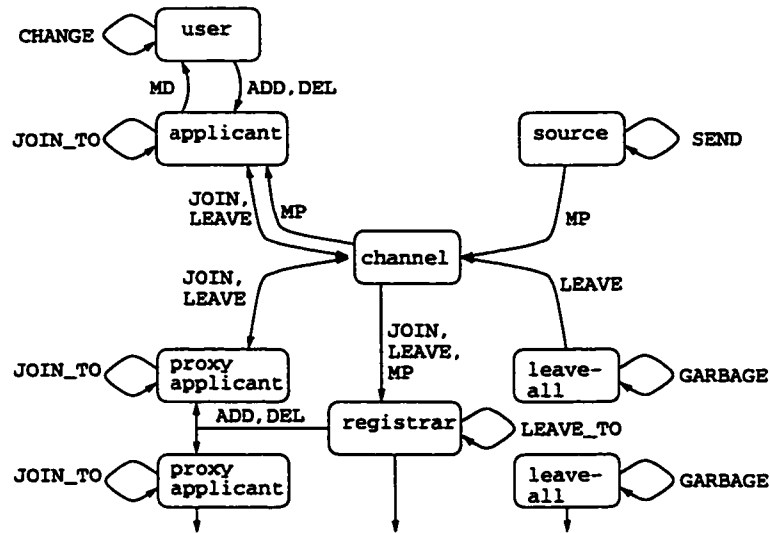 user
CHANGE
MD
ADD,DEL
JOIN_TO
applicant
source
SEND
JOIN,
LEAVE
MP
MP
channel
JOIN,
LEAVE
LEAVE
JOIN,
LEAVE,
MP
JOIN_TO
proxy
applicant
leave-
all
GARBAGE
ADD,DEL
registrar
LEAVE_TO
JOIN_TO
proxy
applicant
leave-
all
GARBAGE